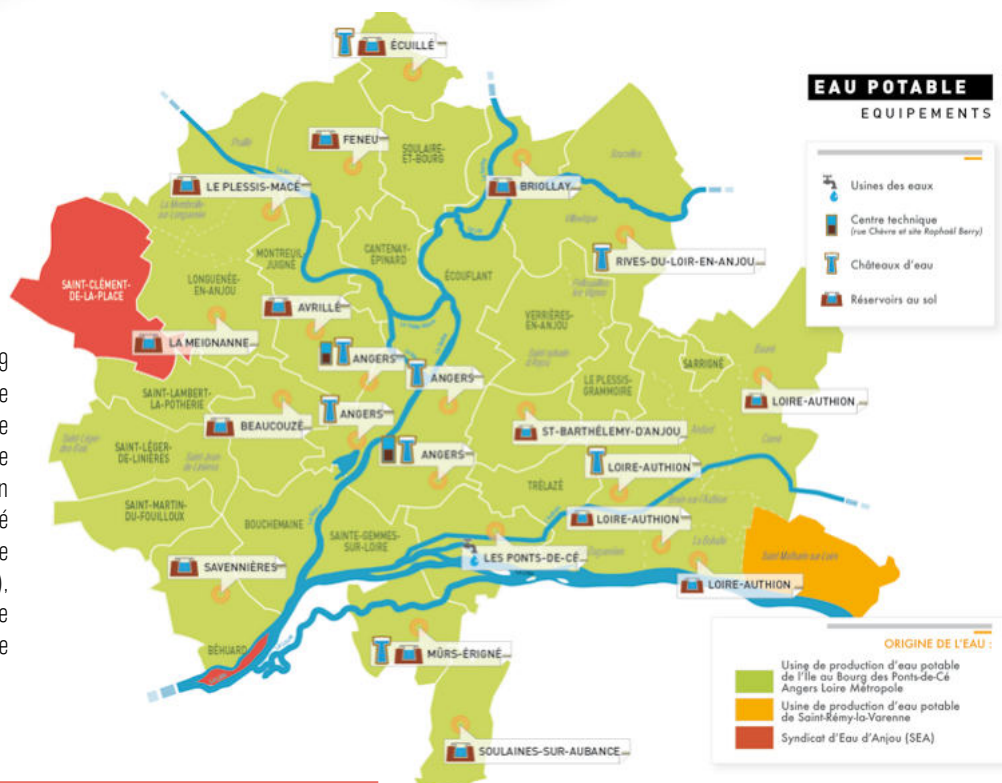 EAU POTABLE
EQUIPEMENTS
Usines des eaux
Centre technique
(rue Chèvre et site Raphaël Berry)
Châteaux d'eau
Réservoirs au sol
ÉCUILLÉ
FENEU
SOULAIRE-
ET-BOURG
LE PLESSIS-MACÉ
BRIOLLAY
SAINT-CLÉMENT-
DE-LA-PLACE
LONGUENÉE-
EN-ANJOU
MONTREUIL
JUIGNÉ
CANTENAY-
ÉPINARD
ÉCOUFLANT
RIVES-DU-LOIR-EN-ANJOU
AVRILLÉ
VERRIÈRES-
EN-ANJOU
LA MEIGNANNE
ANGERS
ANGERS
SARRIGNÉ
SAINT-LAMBERT
LA-POTHERIE
LE PLESSIS-
GRAMMOIRE
LOIRE-AUTHION
ANGERS
BEAUCOUZÉ
ST-BARTHÉLEMY-D'ANJOU
SAINT-LÉGER-
DE-LINIÈRES
ANGERS
LOIRE-AUTHION
TRÉLAZÉ
SAINT-MARTIN-
DU-FOUILLOUX
BOUCHEMAINE
SAINTE-GEMMES-
SUR-LOIRE
LOIRE-AUTHION
LES PONTS-DE-CÉ
SAVENNIÈRES
LOIRE-AUTHION
BÉHUARD
MÛRS-ÉRIGNÉ
SOULAINES-SUR-AUBANCE
ORIGINE DE L'EAU :
Usine de production d'eau potable
de l'Ile au Bourg des Ponts-de-Cé
Angers Loire Métropole
Usine de production d'eau potable
de Saint-Rémy-la-Varenne
Syndicat d'Eau d'Anjou (SEA)